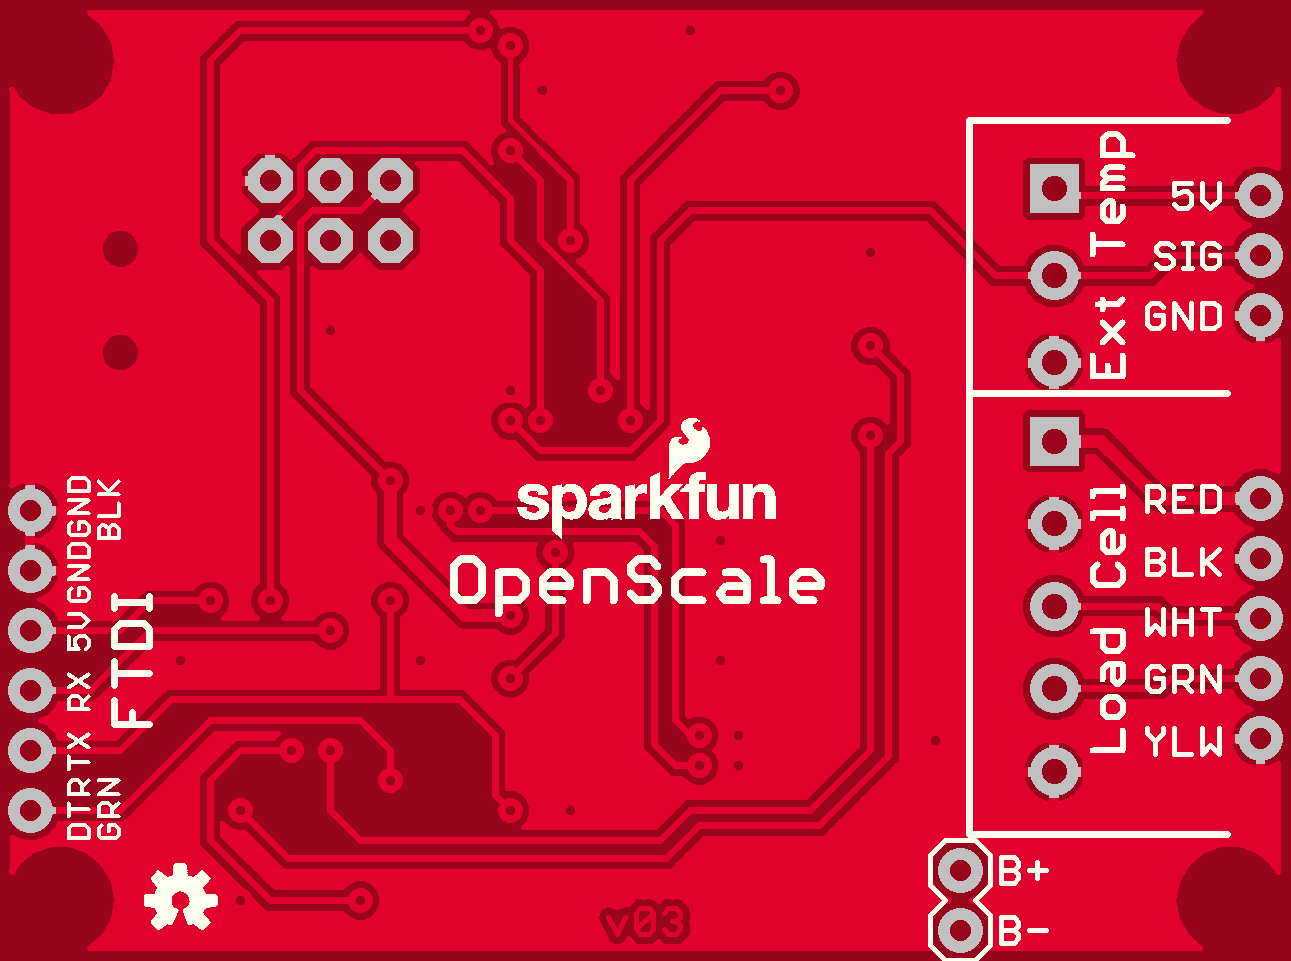 Ext Temp
5V
SIG
GND
sparkfun
OpenScale
Load Cell
RED
BLK
WHT
GRN
YLW
FTDI
GND
BLK
GND
5V
RX
TX
DTR
GRN
B+
B-
v03